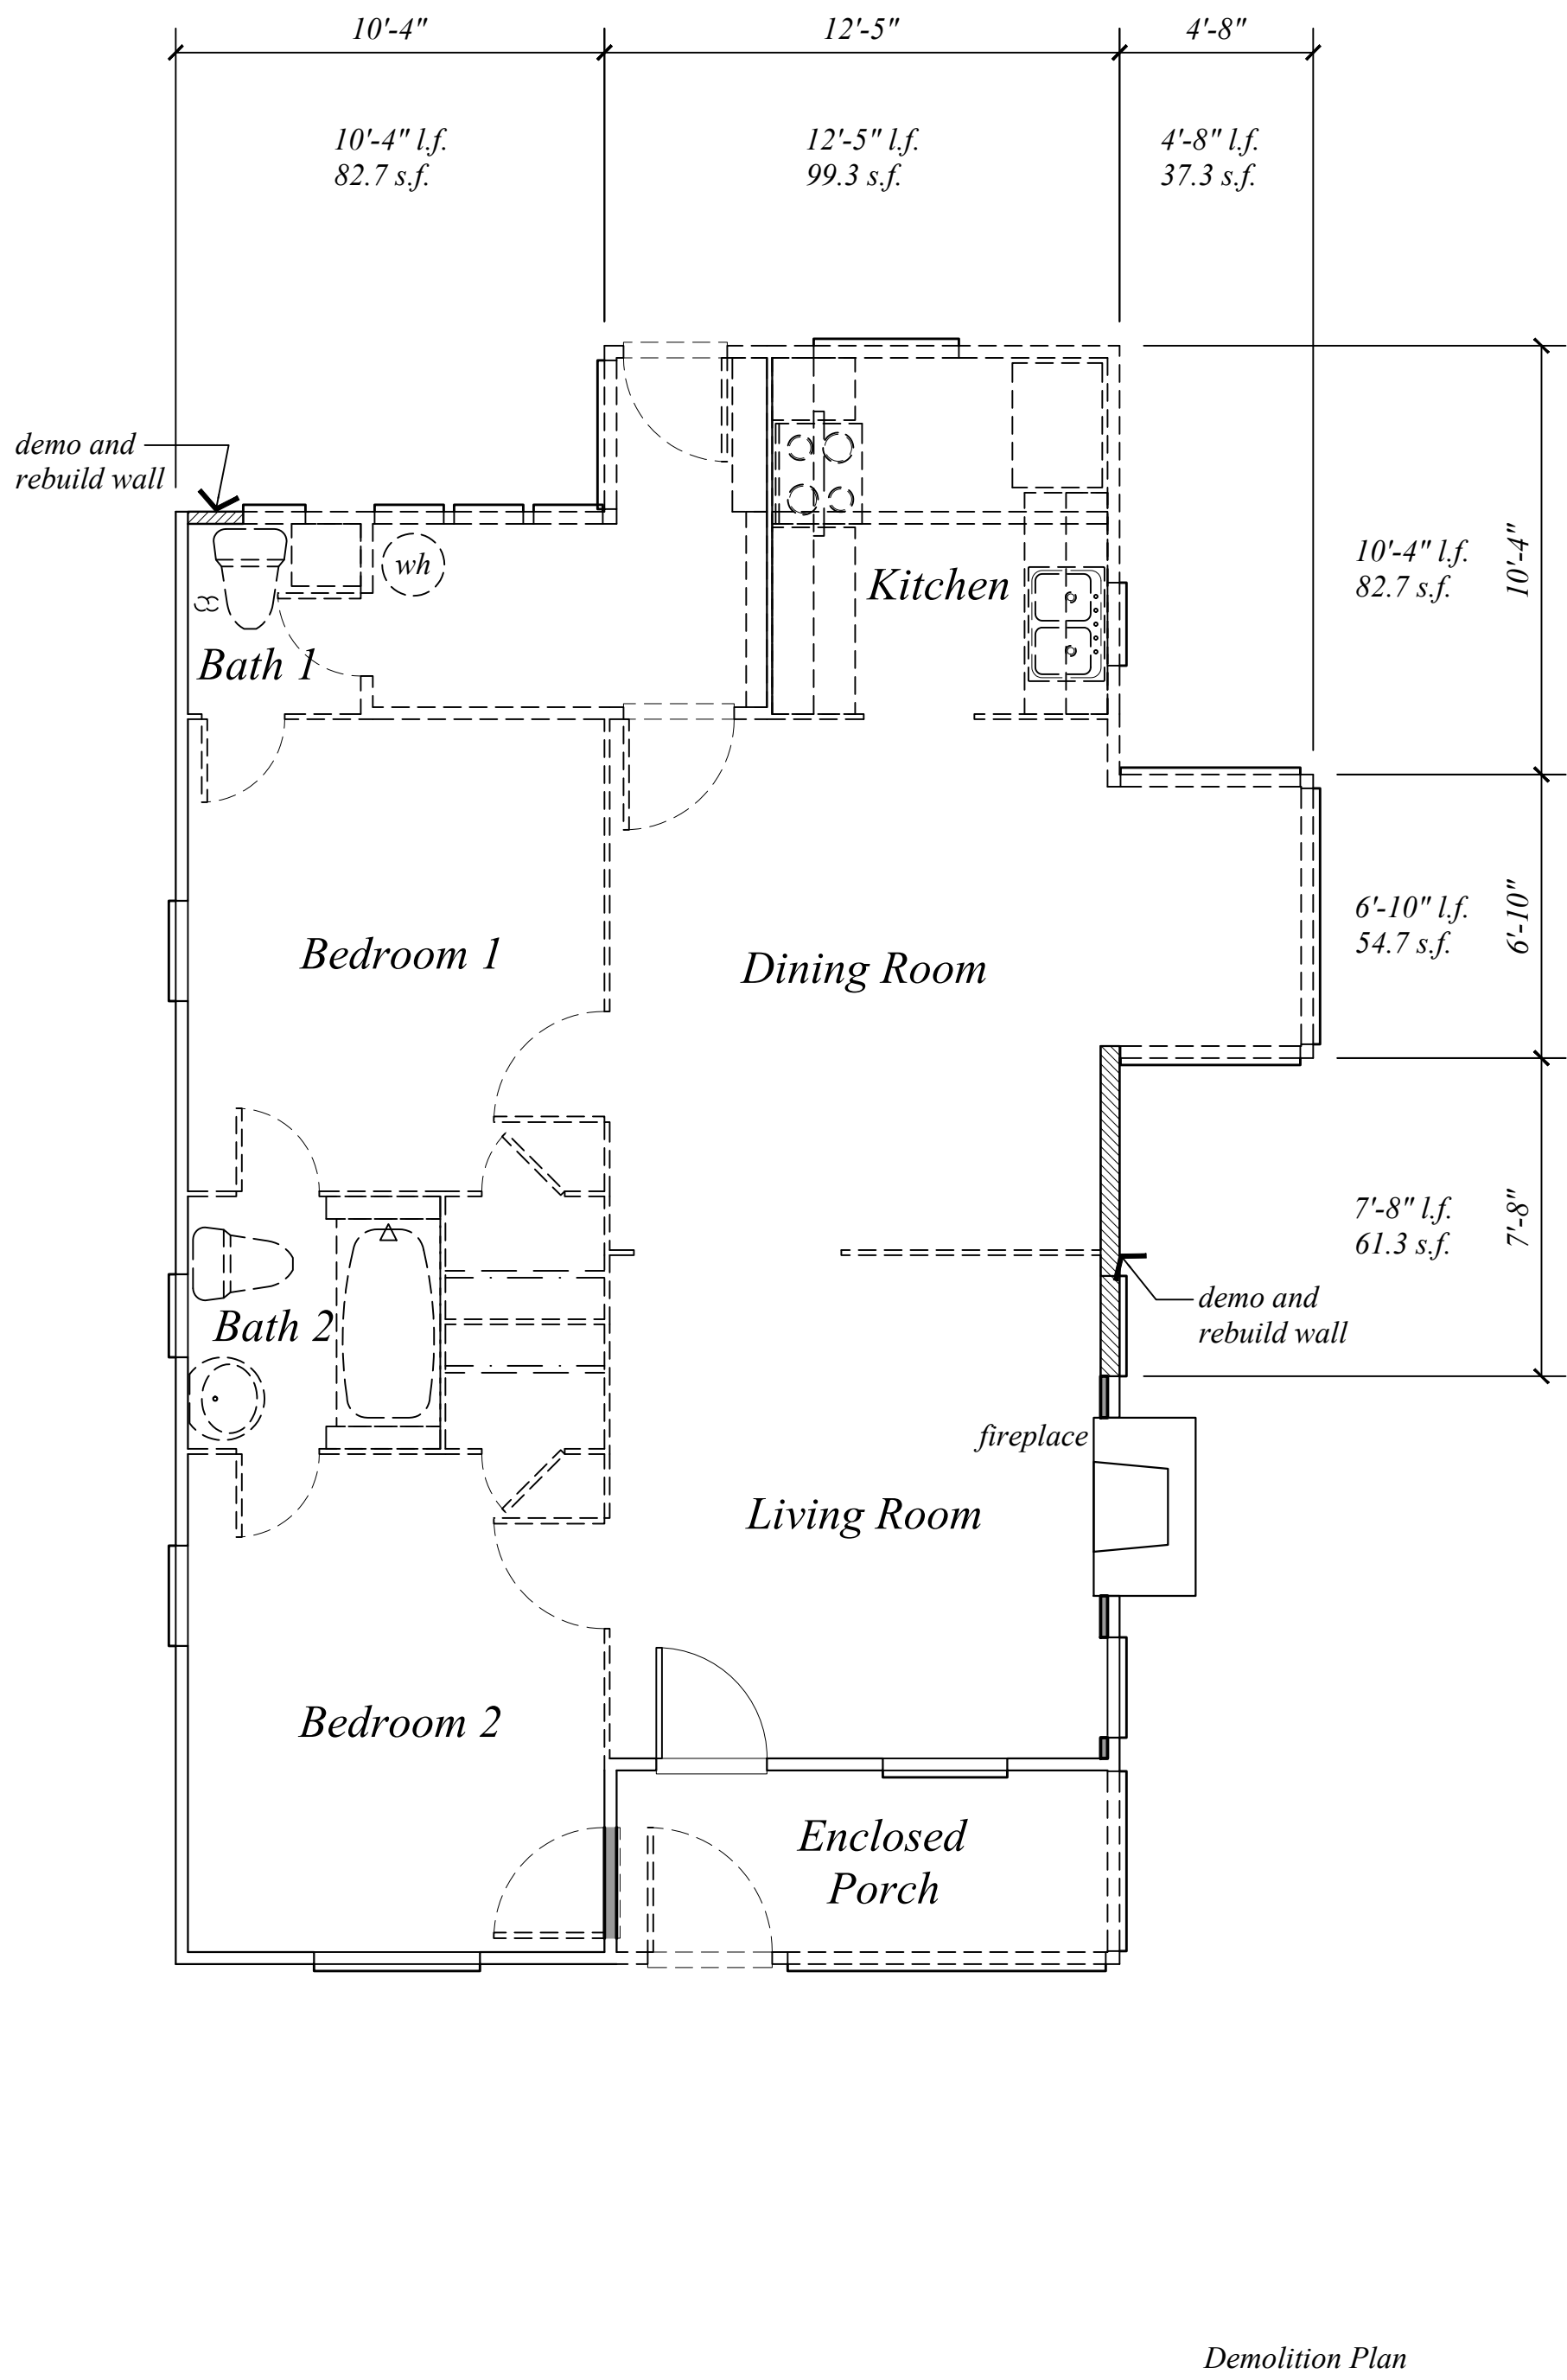 10'-4"
12'-5"
4'-8"
10'-4" l.f.
82.7 s.f.
12'-5" l.f.
99.3 s.f.
4'-8" l.f.
37.3 s.f.
demo and
rebuild wall
wh
Kitchen
10'-4" l.f.
82.7 s.f.
10'-4"
Bath 1
Bedroom 1
Dining Room
6'-10" l.f.
54.7 s.f.
6'-10"
7'-8" l.f.
61.3 s.f.
7'-8"
demo and
rebuild wall
Bath 2
fireplace
Living Room
Bedroom 2
Enclosed
Porch
Demolition Plan